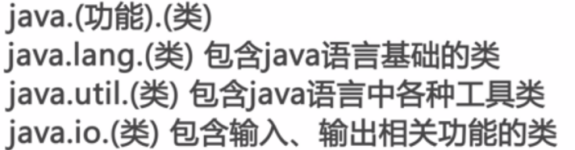 java.(功能).(类)
java.lang.(类) 包含java语言基础的类
java.util.(类) 包含java语言中各种工具类
java.io.(类) 包含输入、输出相关功能的类